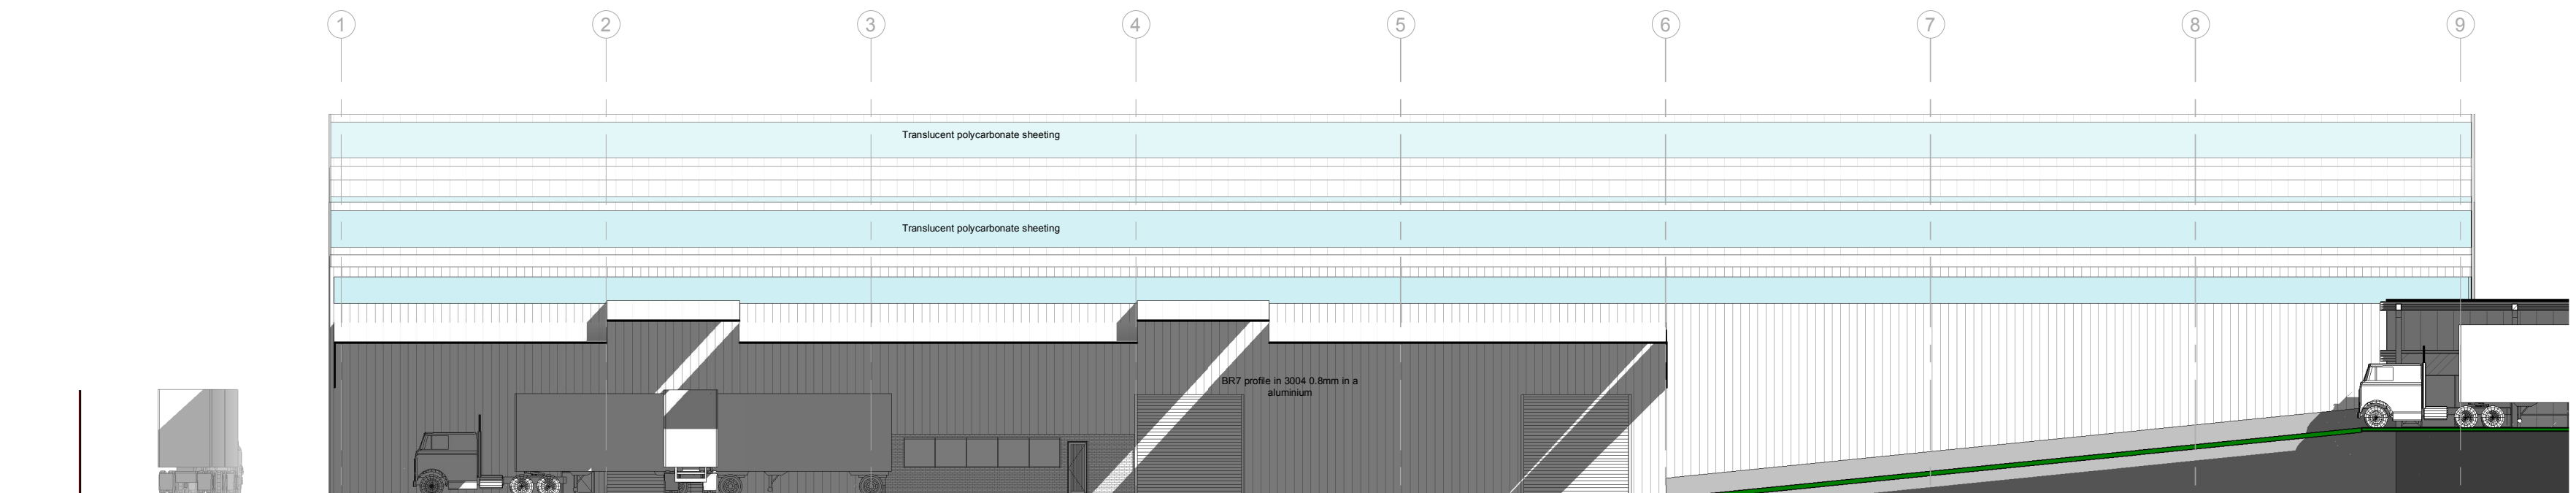 1 2 3 4 5 6 7 8 9
Translucent polycarbonate sheeting
Translucent polycarbonate sheeting
BR7 profile in 3004 0.8mm in a
aluminium